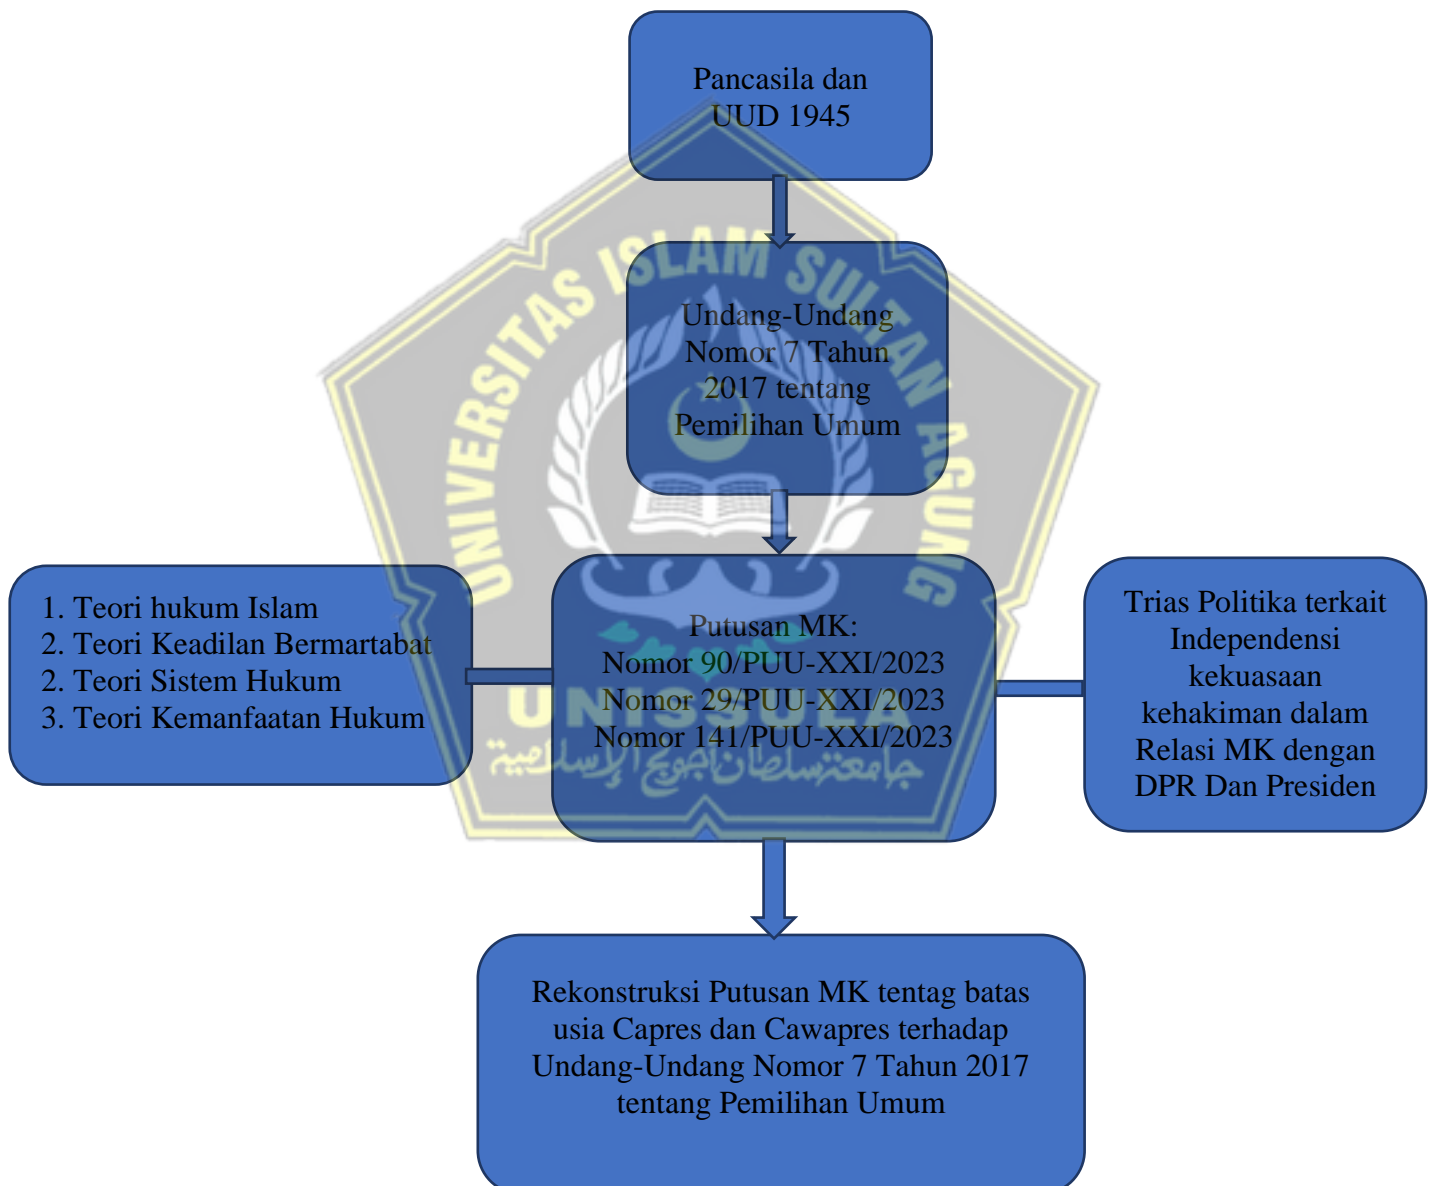 Pancasila dan
UUD 1945
UNIVERSITAS ISLAM SULTAN AGUNG
Undang-Undang
Nomor 7 Tahun
2017 tentang
Pemilihan Umum
1. Teori hukum Islam
2. Teori Keadilan Bermartabat
2. Teori Sistem Hukum
3. Teori Kemanfaatan Hukum
Putusan MK:
Nomor 90/PUU-XXI/2023
Nomor 29/PUU-XXI/2023
Nomor 141/PUU-XXI/2023
UNISSULA
جامعة سلطان أجونج الإسلامية
Trias Politika terkait
Independensi
kekuasaan
kehakiman dalam
Relasi MK dengan
DPR Dan Presiden
Rekonstruksi Putusan MK tentag batas
usia Capres dan Cawapres terhadap
Undang-Undang Nomor 7 Tahun 2017
tentang Pemilihan Umum